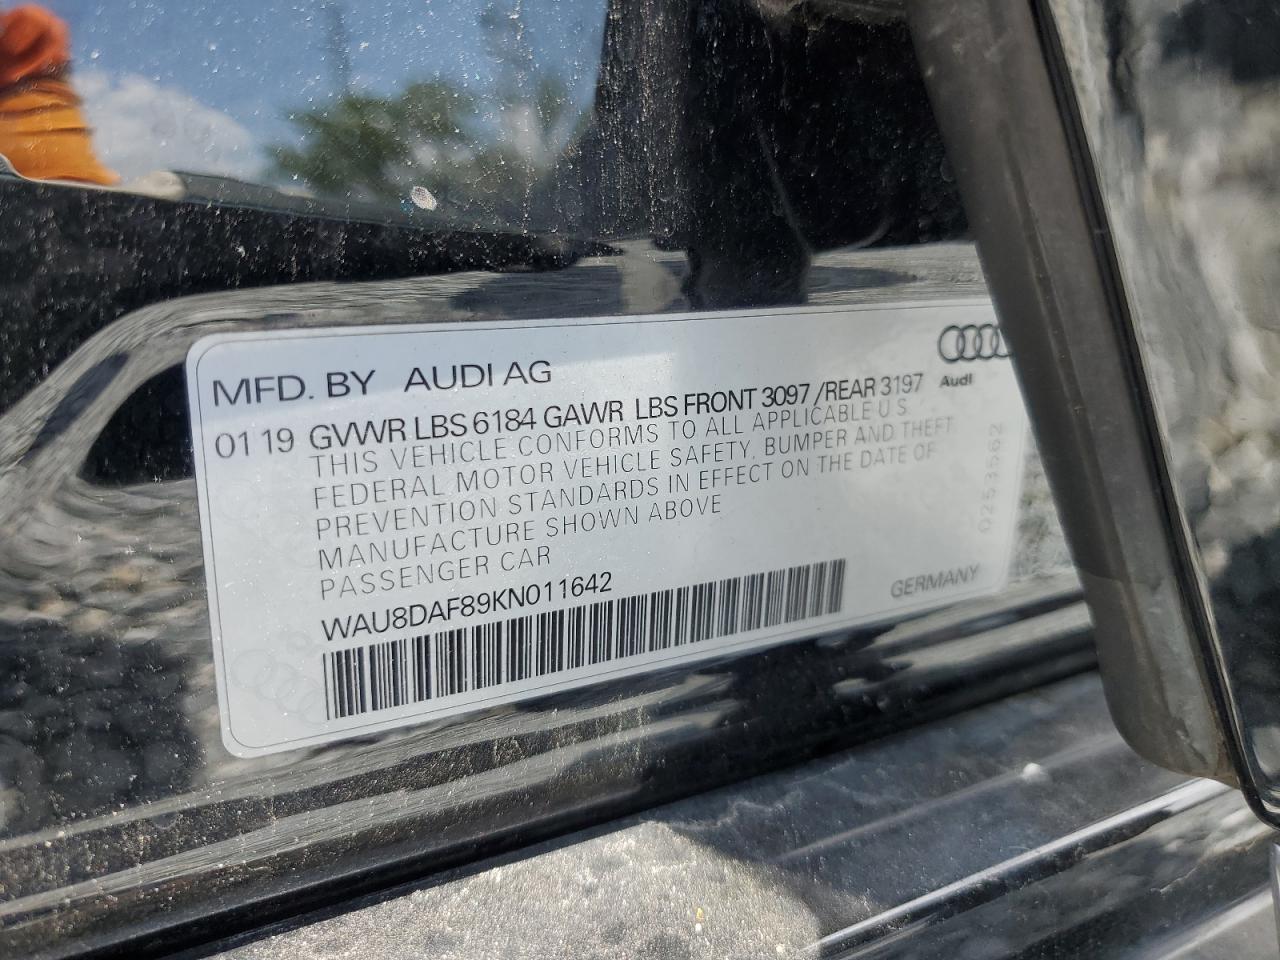 MFD. BY AUDI AG
Audi
01 19 GVWR LBS 6184 GAWR LBS FRONT 3097 /REAR 3197
THIS VEHICLE CONFORMS TO ALL APPLICABLE U.S.
FEDERAL MOTOR VEHICLE SAFETY, BUMPER AND THEFT
PREVENTION STANDARDS IN EFFECT ON THE DATE OF
MANUFACTURE SHOWN ABOVE
PASSENGER CAR
WAU8DAF89KN011642
GERMANY
0253562